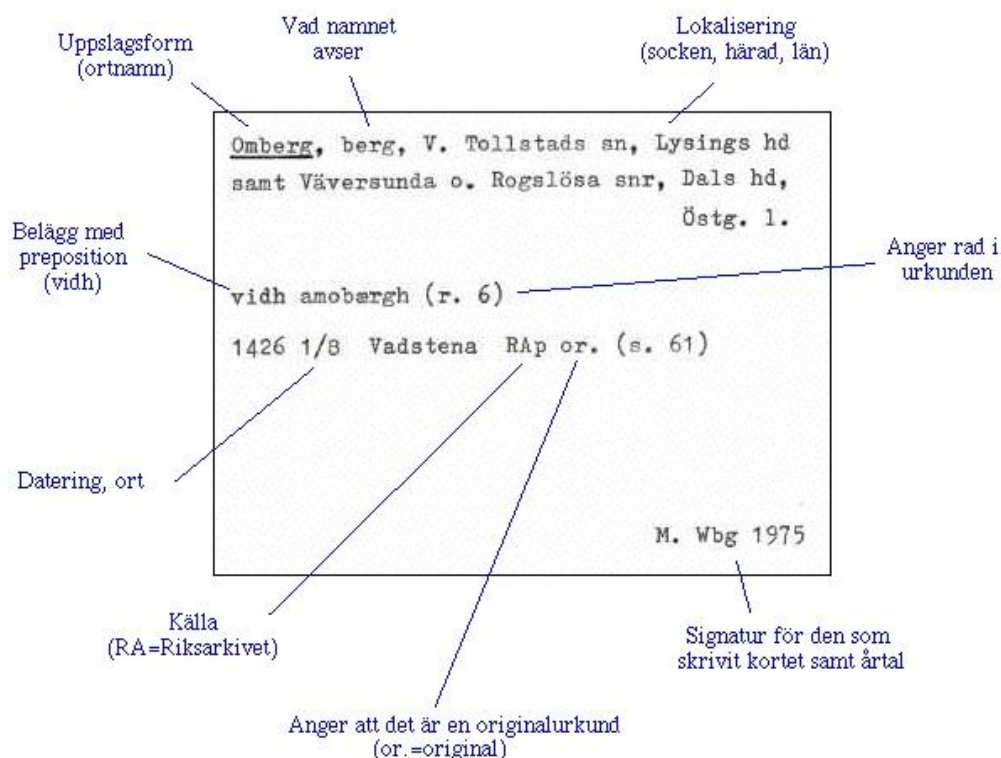 Uppslagsform
(ortnamn)
Vad namnet
avser
Lokalisering
(socken, härad, län)
Omberg, berg, V. Tollstads sn, Lysings hd
samt Väversunda o. Rogslösa snr, Dals hd,
Östg. l.
Belägg med
preposition
(vidh)
Anger rad i
urkunden
vidh amobærgh (r. 6)
1426 1/8 Vadstena RAp or. (s. 61)
Datering, ort
M. Wbg 1975
Källa
(RA=Riksarkivet)
Signatur för den som
skrivit kortet samt årtal
Anger att det är en originalurkund
(or.=original)